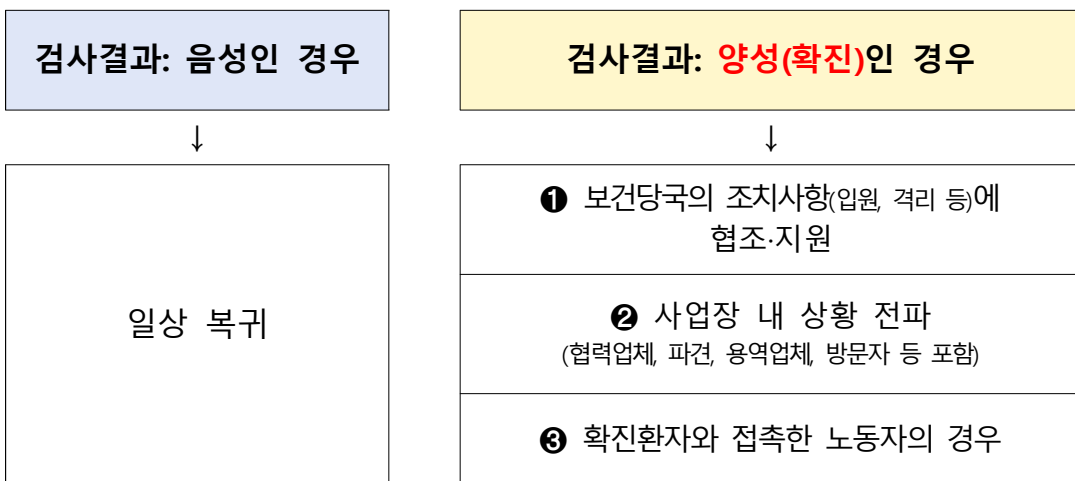 검사결과: 음성인 경우
↓
일상 복귀
검사결과: 양성(확진)인 경우
↓
❶ 보건당국의 조치사항(입원, 격리 등)에
협조·지원
❷ 사업장 내 상황 전파
(협력업체, 파견, 용역업체, 방문자 등 포함)
❸ 확진환자와 접촉한 노동자의 경우